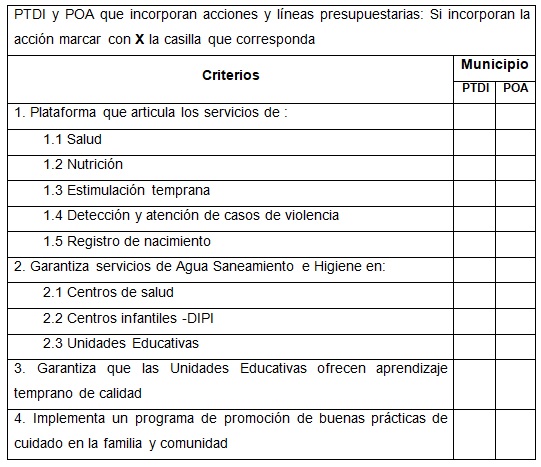 PTDI y POA que incorporan acciones y líneas presupuestarias: Si incorporan la
acción marcar con X la casilla que corresponda
Criterios
Municipio
PTDI POA
1. Plataforma que articula los servicios de :
1.1 Salud
1.2 Nutrición
1.3 Estimulación temprana
1.4 Detección y atención de casos de violencia
1.5 Registro de nacimiento
2. Garantiza servicios de Agua Saneamiento e Higiene en:
2.1 Centros de salud
2.2 Centros infantiles -DIPI
2.3 Unidades Educativas
3. Garantiza que las Unidades Educativas ofrecen aprendizaje
temprano de calidad
4. Implementa un programa de promoción de buenas prácticas de
cuidado en la familia y comunidad